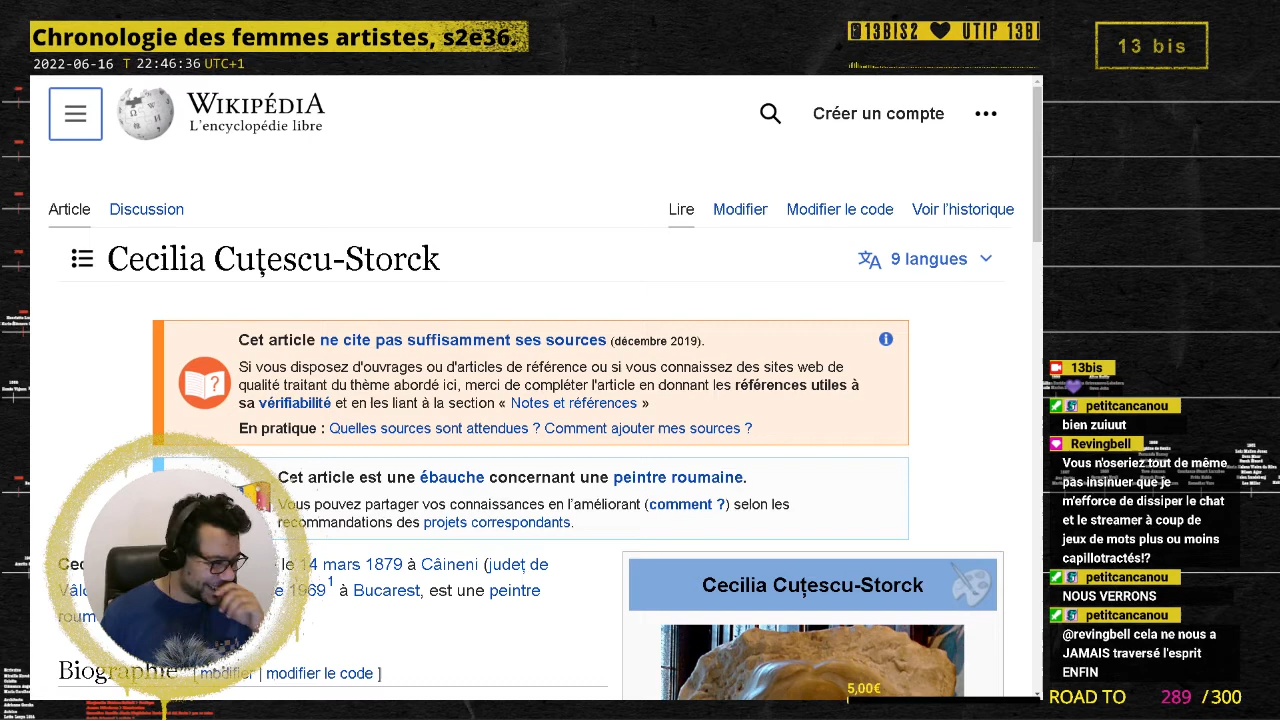 Chronologie des femmes artistes, s2e36.
2022-06-16 T 22:46:36 UTC+1
@13BIS2 ♥ UTIP 13B
13 bis
WIKIPÉDIA
L'encyclopédie libre
Créer un compte
Article Discussion Lire Modifier Modifier le code Voir l'historique
Cecilia Cuțescu-Storck
9 langues
Cet article ne cite pas suffisamment ses sources (décembre 2019).
Si vous disposez d'ouvrages ou d'articles de référence ou si vous connaissez des sites web de
qualité traitant du thème abordé ici, merci de compléter l'article en donnant les références utiles à
sa vérifiabilité et en les liant à la section « Notes et références »
En pratique : Quelles sources sont attendues ? Comment ajouter mes sources ?
Cet article est une ébauche concernant une peintre roumaine.
Vous pouvez partager vos connaissances en l'améliorant (comment ?) selon les
recommandations des projets correspondants.
4 mars 1879 à Câineni (județ de
1969 1 à Bucarest, est une peintre
roum
Biographie [ modifier | modifier le code ]
Cecilia Cuțescu-Storck
5,00€
13bis
petitcancanou
bien zuiuut
Revingbell
Vous n'oseriez tout de même
pas insinuer que je
m'efforce de dissiper le chat
et le streamer à coup de
jeux de mots plus ou moins
capillotractés!?
petitcancanou
NOUS VERRONS
petitcancanou
@revingbell cela ne nous a
JAMAIS traversé l'esprit
ENFIN
ROAD TO 289 / 300